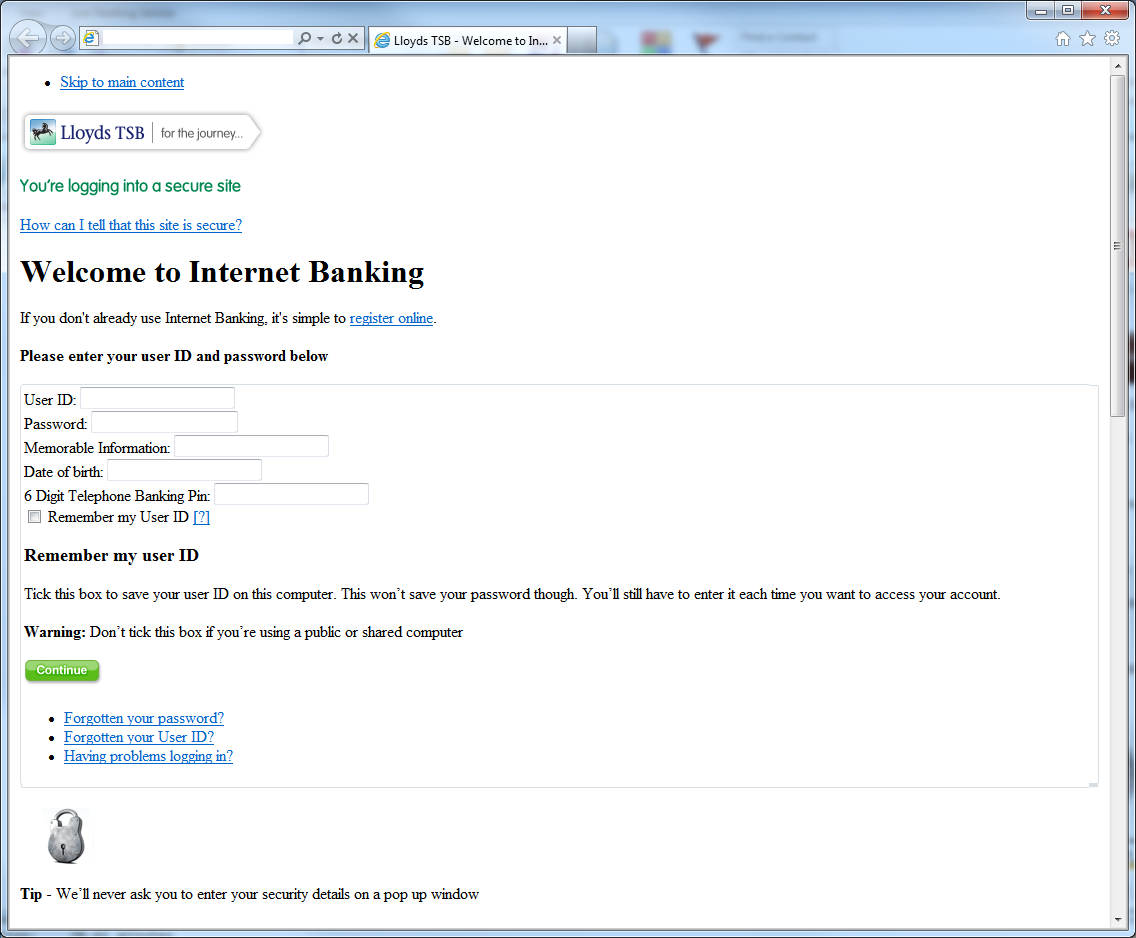 Lloyds TSB - Welcome to In...
Skip to main content
Lloyds TSB | for the journey...
You're logging into a secure site
How can I tell that this site is secure?
Welcome to Internet Banking
If you don't already use Internet Banking, it's simple to register online.
Please enter your user ID and password below
User ID:
Password:
Memorable Information:
Date of birth:
6 Digit Telephone Banking Pin:
Remember my User ID [?]
Remember my user ID
Tick this box to save your user ID on this computer. This won’t save your password though. You’ll still have to enter it each time you want to access your account.
Warning: Don’t tick this box if you’re using a public or shared computer
Continue
Forgotten your password?
Forgotten your User ID?
Having problems logging in?
Tip - We’ll never ask you to enter your security details on a pop up window